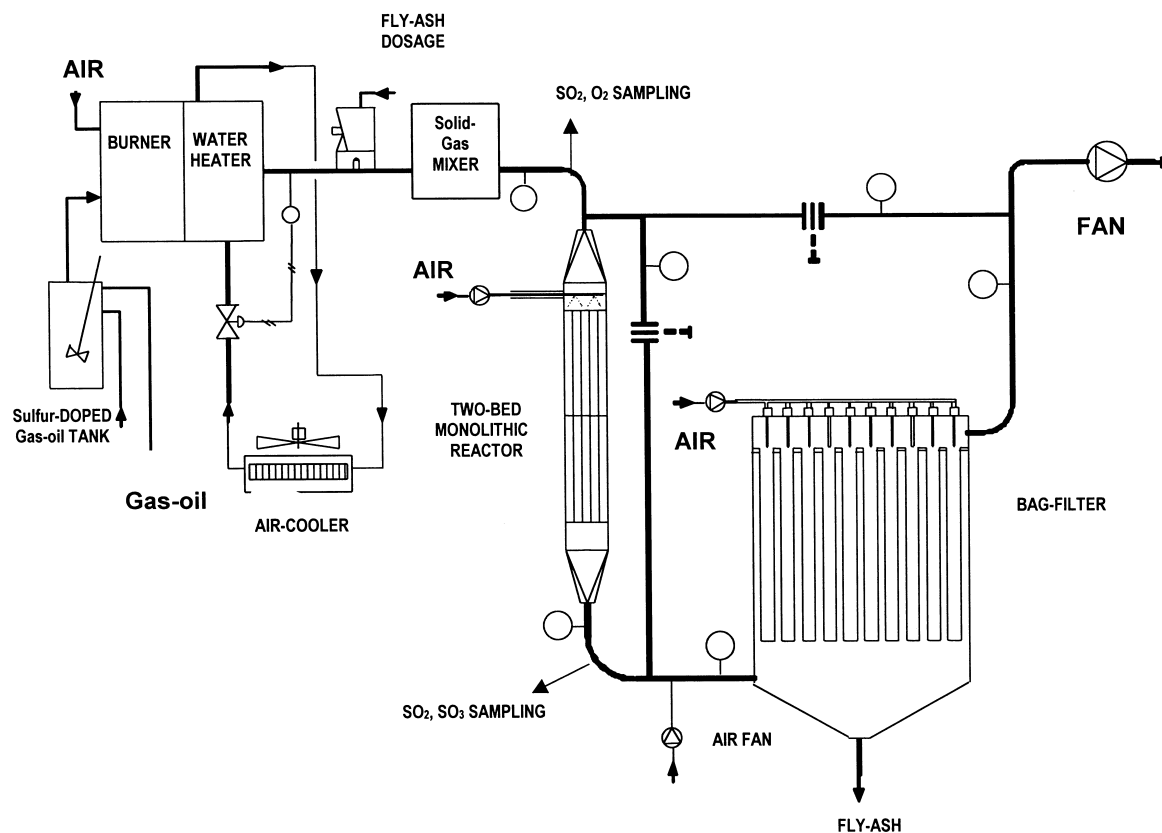 FLY-ASH
DOSAGE
AIR
SO₂, O₂ SAMPLING
BURNER
WATER
HEATER
Solid-
Gas
MIXER
FAN
AIR
Sulfur-DOPED
Gas-oil TANK
TWO-BED
MONOLITHIC
REACTOR
AIR
Gas-oil
AIR-COOLER
BAG-FILTER
SO₂, SO₃ SAMPLING
AIR FAN
FLY-ASH